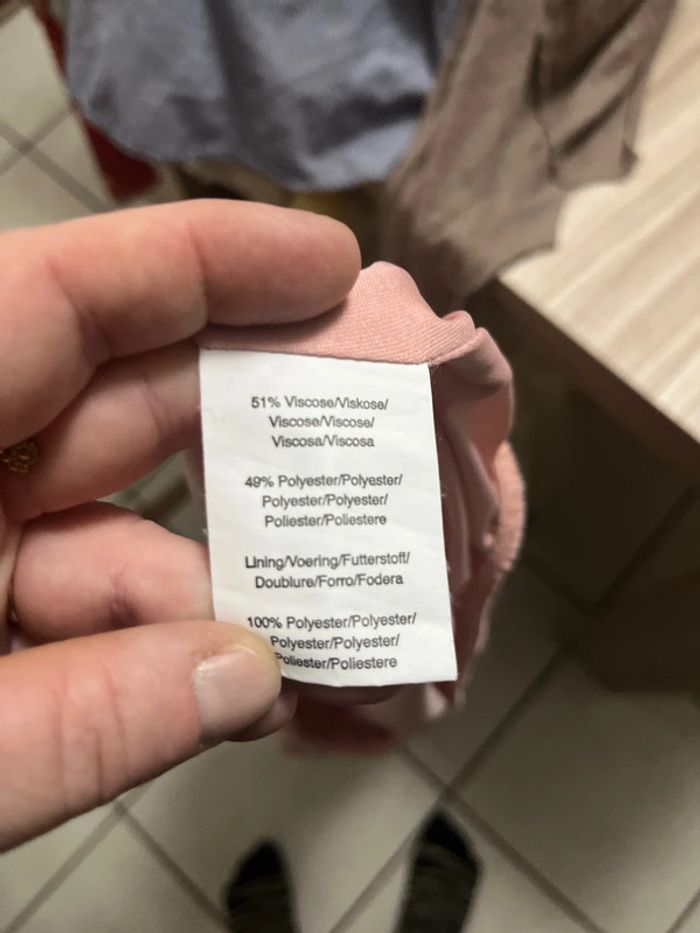 51% Viscose/Viskose/
Viscose/Viscose/
Viscosa/Viscosa
49% Polyester/Polyester/
Polyester/Polyester/
Poliester/Poliestere
Lining/Voering/Futterstoff/
Doublure/Forro/Fodera
100% Polyester/Polyester/
Polyester/Polyester/
Poliester/Poliestere